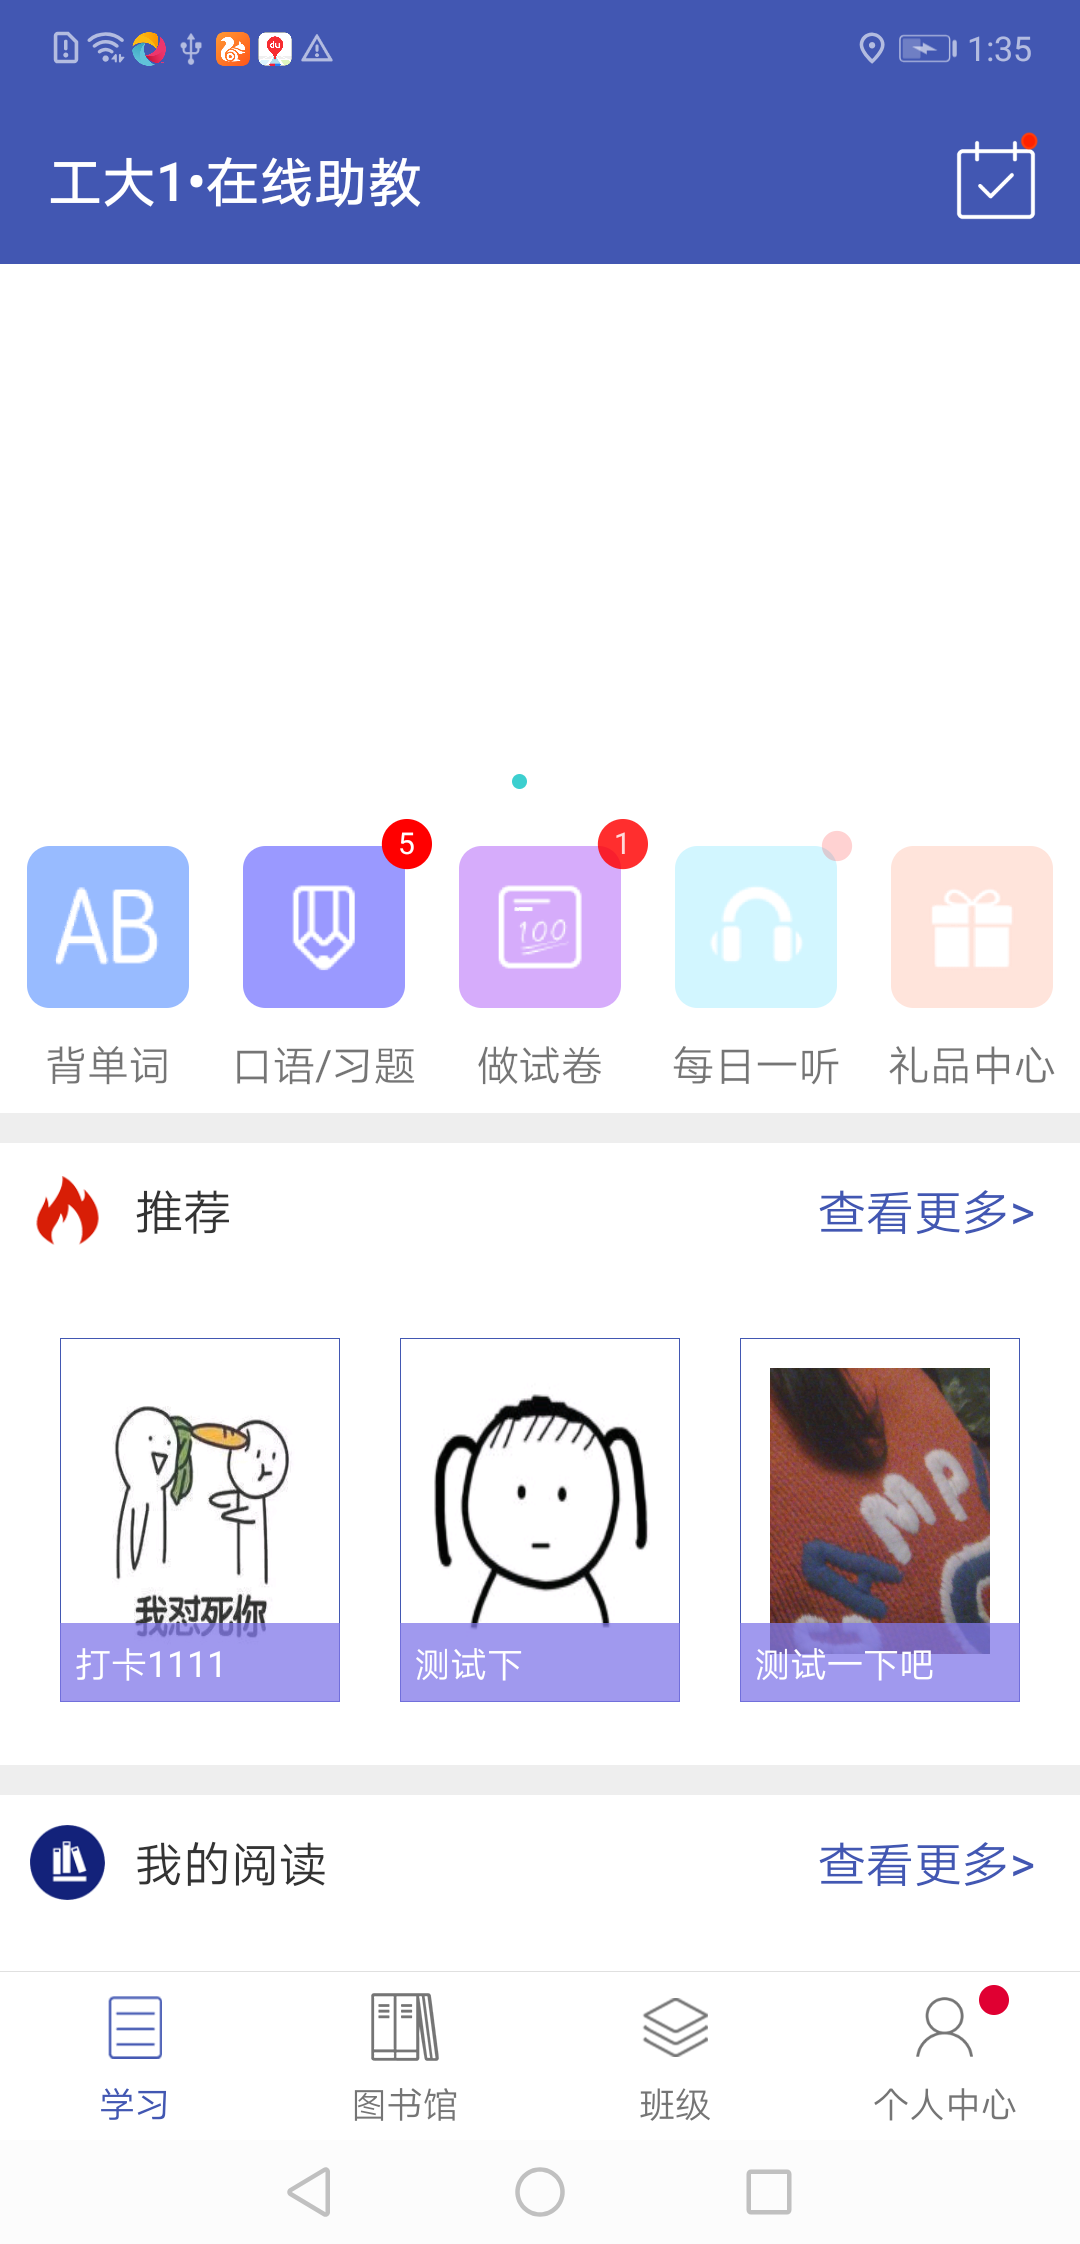 1:35
工大1•在线助教
AB
5
100
1
背单词
口语/习题
做试卷
每日一听
礼品中心
推荐
查看更多>
我怼死你
打卡1111
测试下
CAMP
测试一下吧
我的阅读
查看更多>
学习
图书馆
班级
个人中心